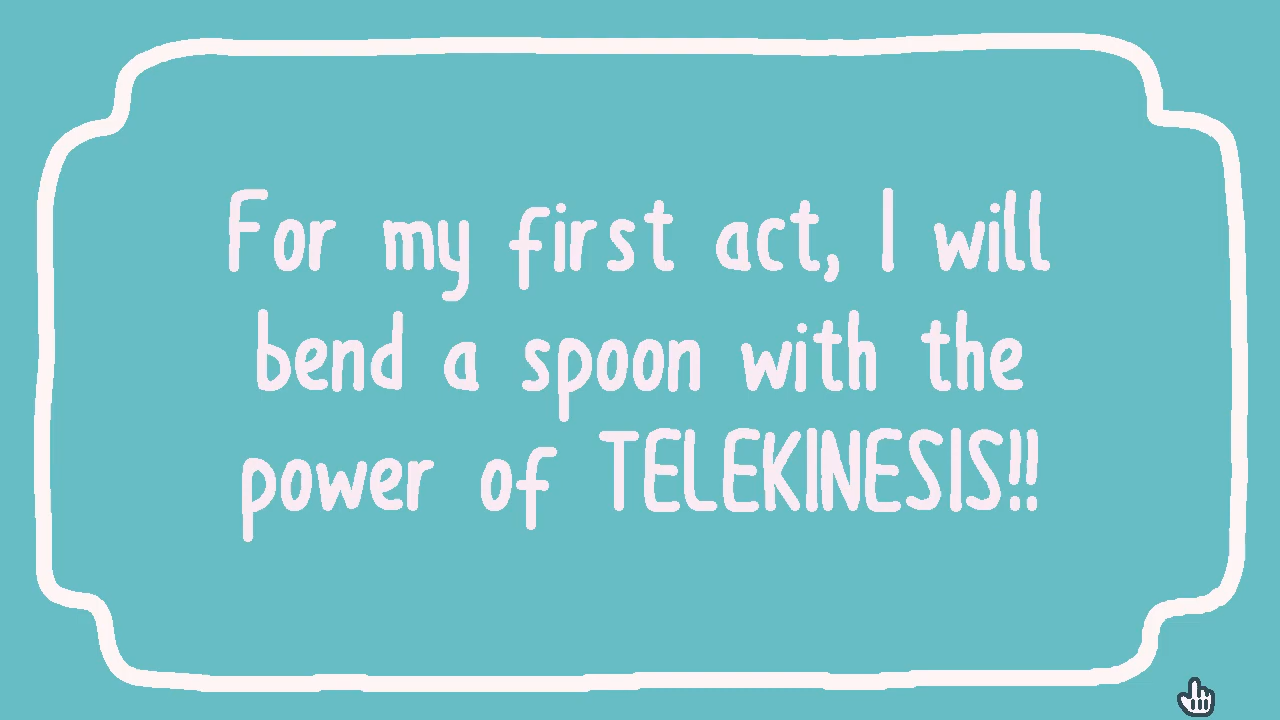 For my first act, I will
bend a spoon with the
power of TELEKINESIS!!